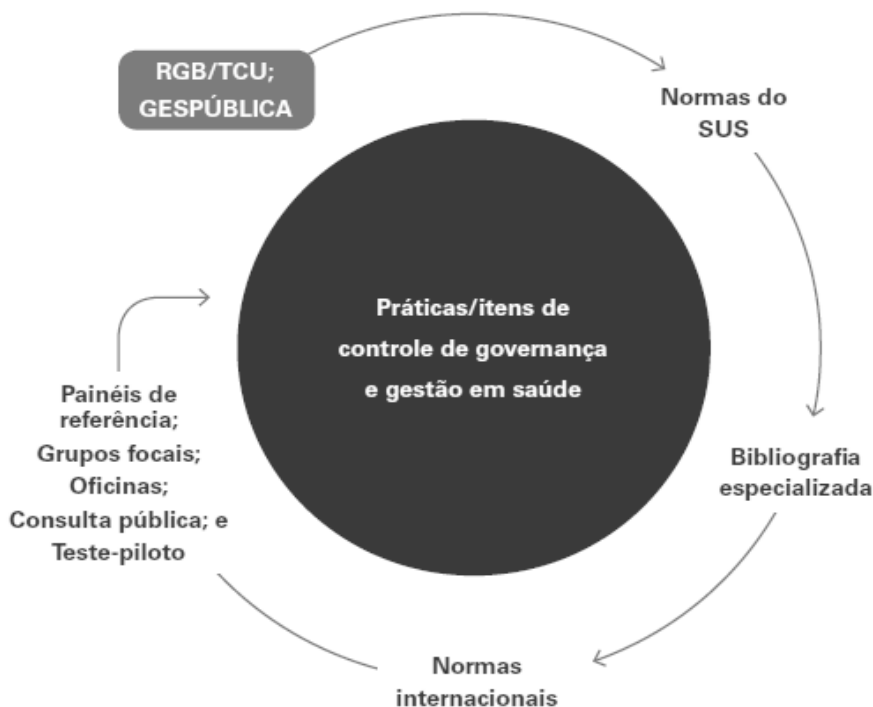 RGB/TCU;
GESPÚBLICA
Normas do
SUS
Práticas/itens de
controle de governança
e gestão em saúde
Bibliografia
especializada
Normas
internacionais
Painéis de
referência;
Grupos focais;
Oficinas;
Consulta pública; e
Teste-piloto